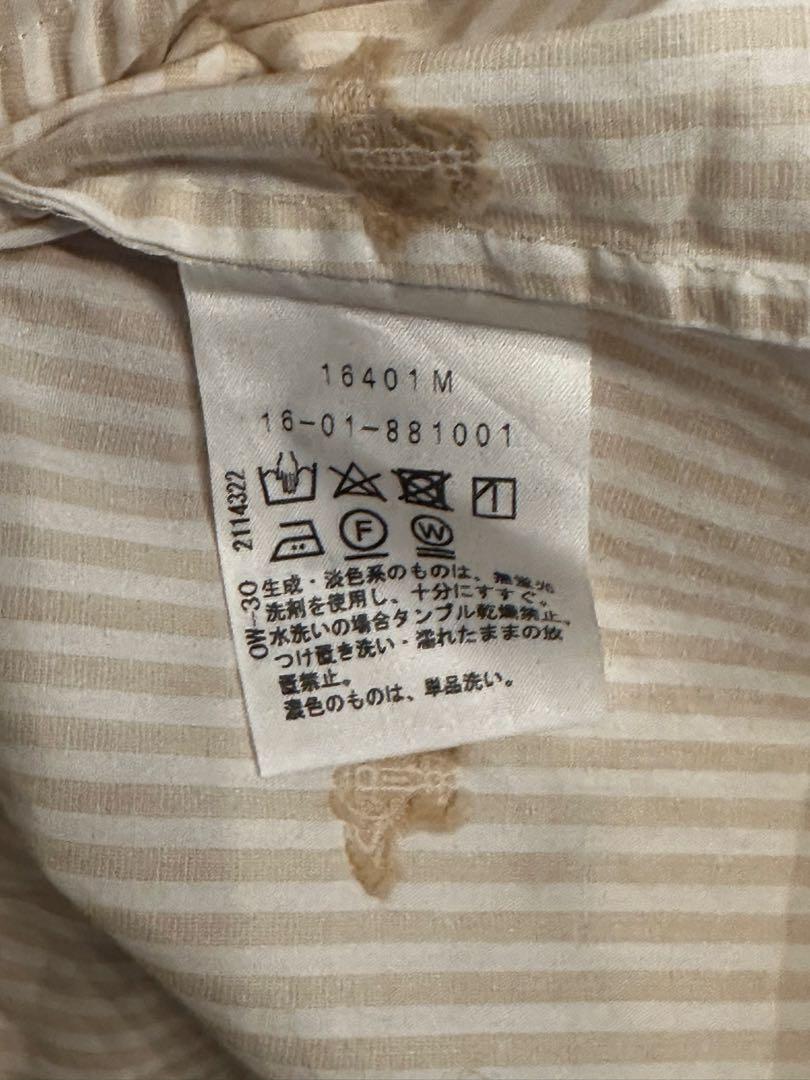 16401M
16-01-881001
F W
2114322
OW-30
生成・淡色系のものは、無蛍光
洗剤を使用し、十分にすすぐ。
水洗いの場合タンブル乾燥禁止。
つけ置き洗い・濡れたままの放
置禁止。
濃色のものは、単品洗い。